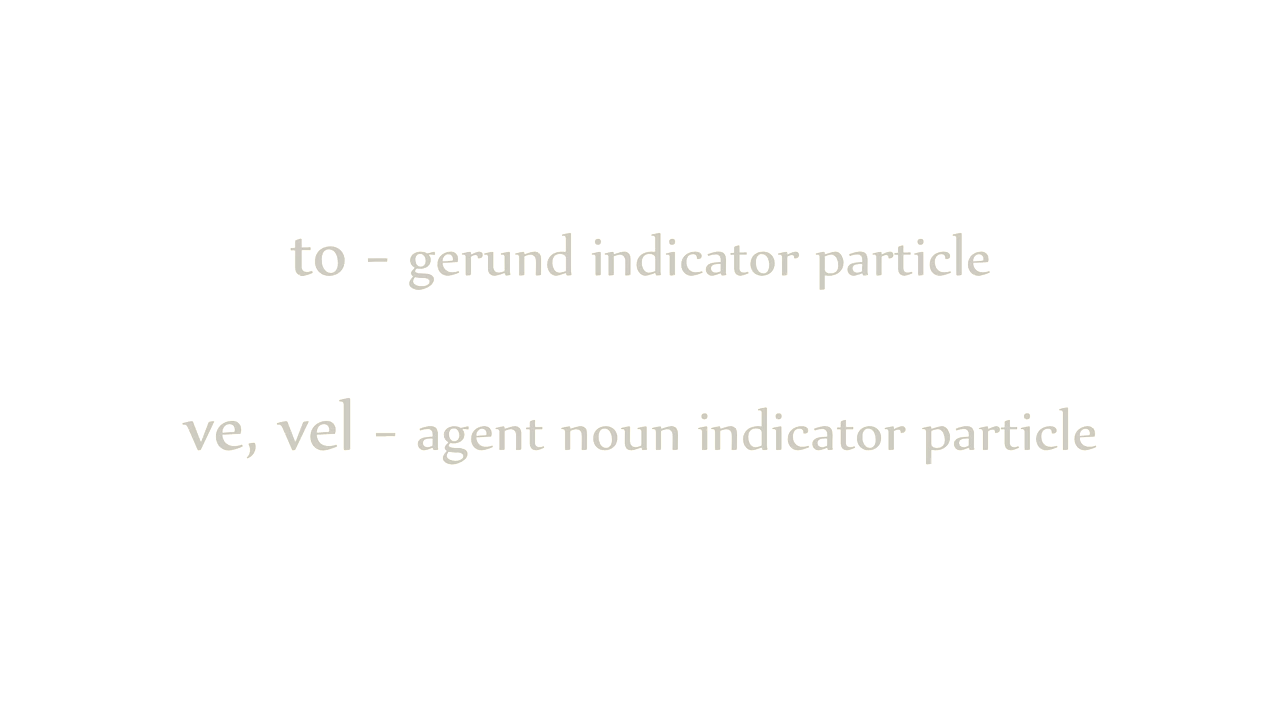 to - gerund indicator particle
ve, vel - agent noun indicator particle